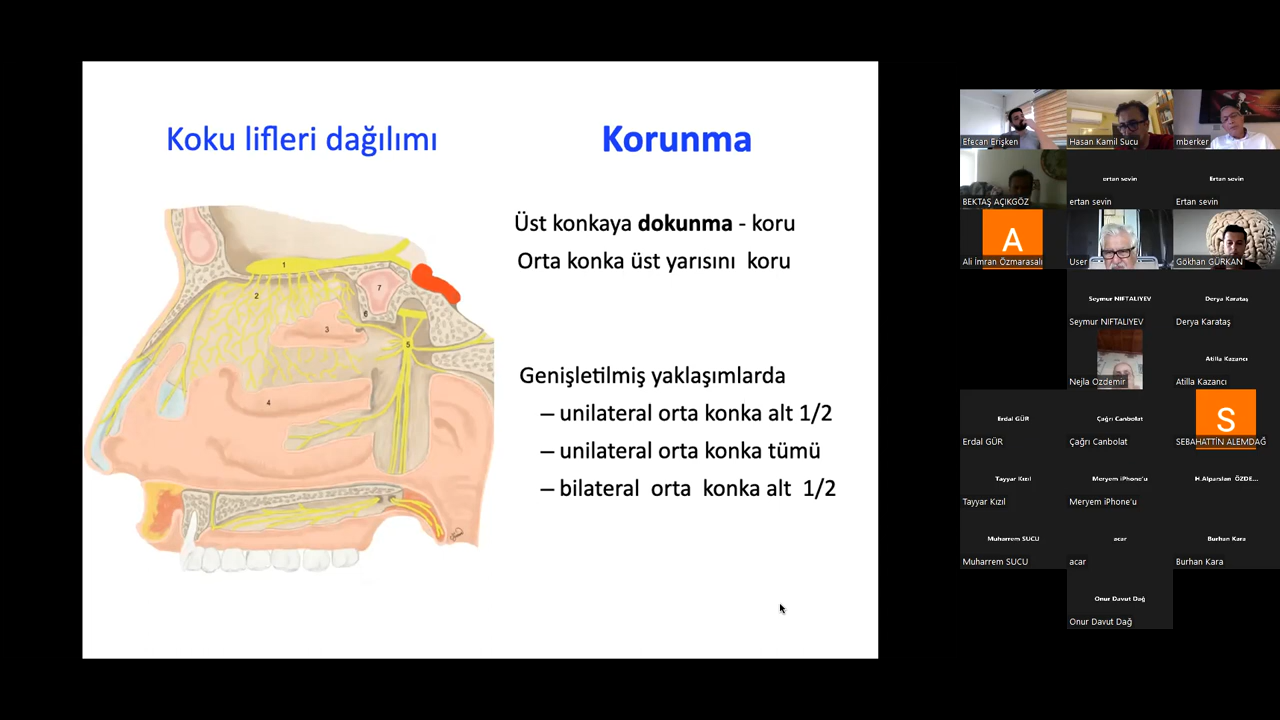 Koku lifleri dağılımı
Korunma
Üst konkaya dokunma - koru
Orta konka üst yarısını koru
Genişletilmiş yaklaşımlarda
– unilateral orta konka alt 1/2
– unilateral orta konka tümü
– bilateral orta konka alt 1/2
1
2
3
4
5
6
7
Efecan Erişken
Hasan Kamil Sucu
mberker
BEKTAŞ AÇIKGÖZ
ertan sevin
ertan sevin
Ertan sevin
Ertan sevin
A
Ali İmran Özmarasalı
User
Gökhan GÜRKAN
Seymur NIFTALIYEV
Seymur NIFTALIYEV
Derya Karataş
Derya Karataş
Nejla Özdemir
Atilla Kazancı
Atilla Kazancı
Erdal GÜR
Erdal GÜR
Çağrı Canbolat
Çağrı Canbolat
S
SEBAHATTİN ALEMDAĞ
Tayyar Kızıl
Tayyar Kızıl
Meryem iPhone'u
Meryem iPhone'u
H.Alparslan ÖZDE...
Muharrem SUCU
Muharrem SUCU
acar
acar
Burhan Kara
Burhan Kara
Onur Davut Dağ
Onur Davut Dağ